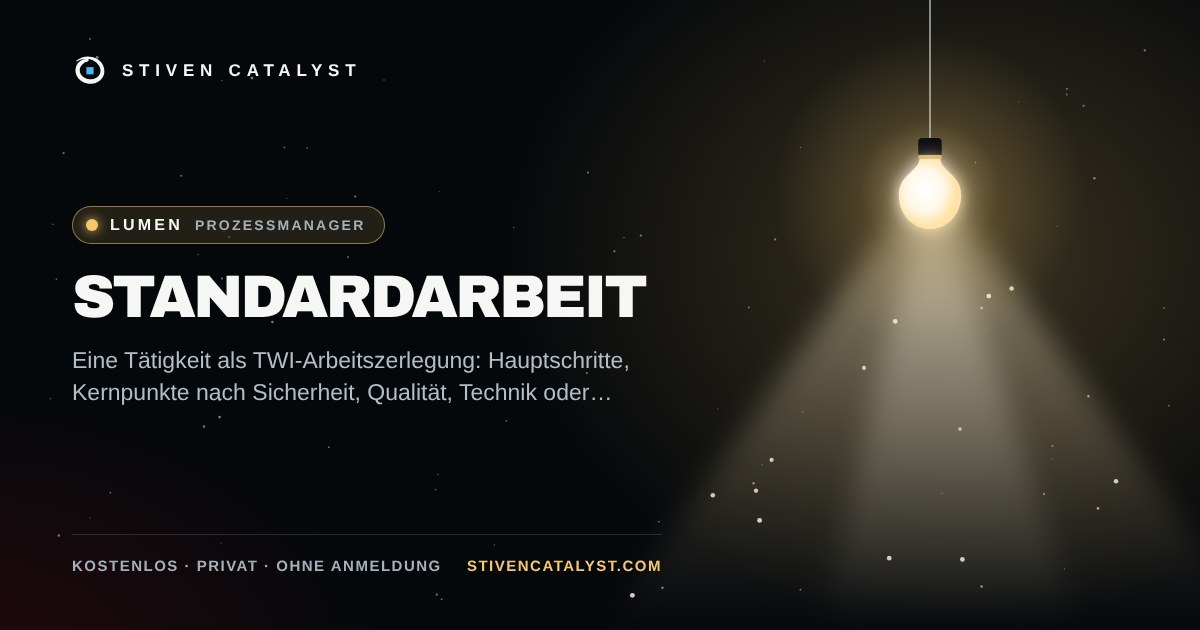 STIVEN CATALYST
LUMEN PROZESSMANAGER
STANDARDARBEIT
Eine Tätigkeit als TWI-Arbeitszerlegung: Hauptschritte,
Kernpunkte nach Sicherheit, Qualität, Technik oder…
KOSTENLOS · PRIVAT · OHNE ANMELDUNG STIVENCATALYST.COM